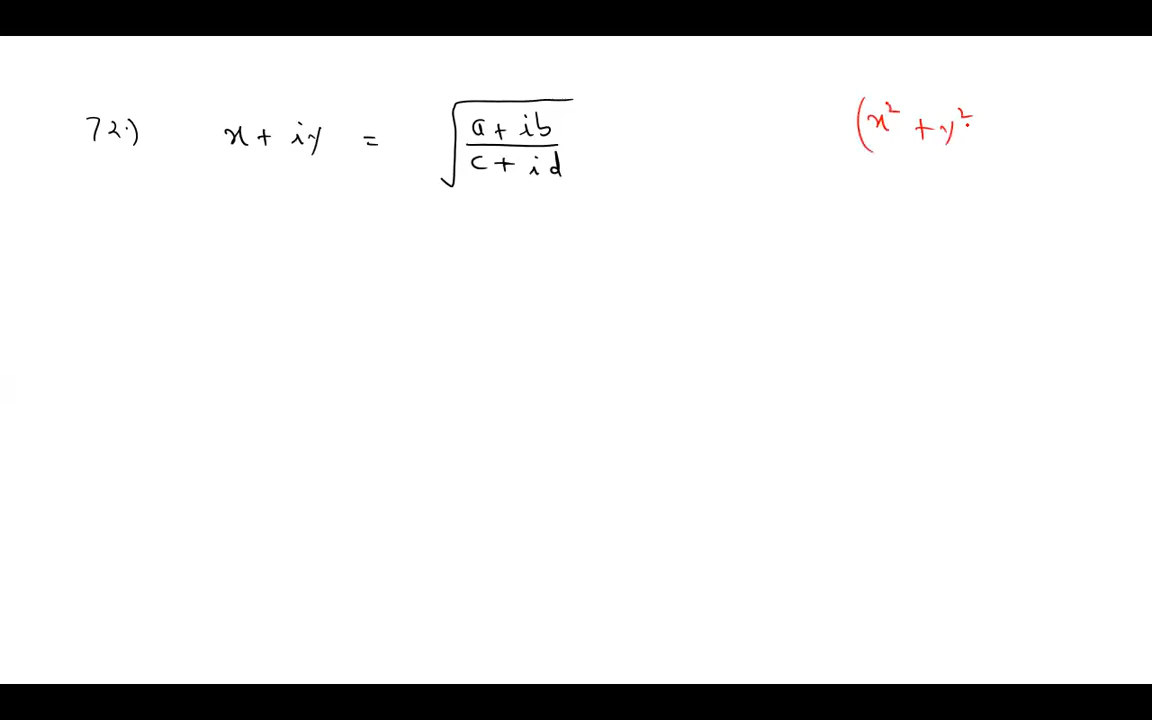 72.) x + iy = √((a + ib)/(c + id)) (x² + y²